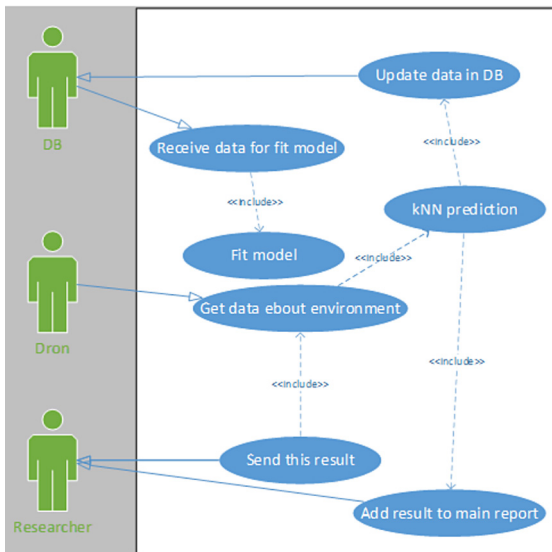 Update data in DB
DB
Receive data for fit model
<<include>>
<<include>>
kNN prediction
Fit model
<<include>>
Get data ebout environment
Dron
<<include>>
<<include>>
Send this result
Add result to main report
Researcher